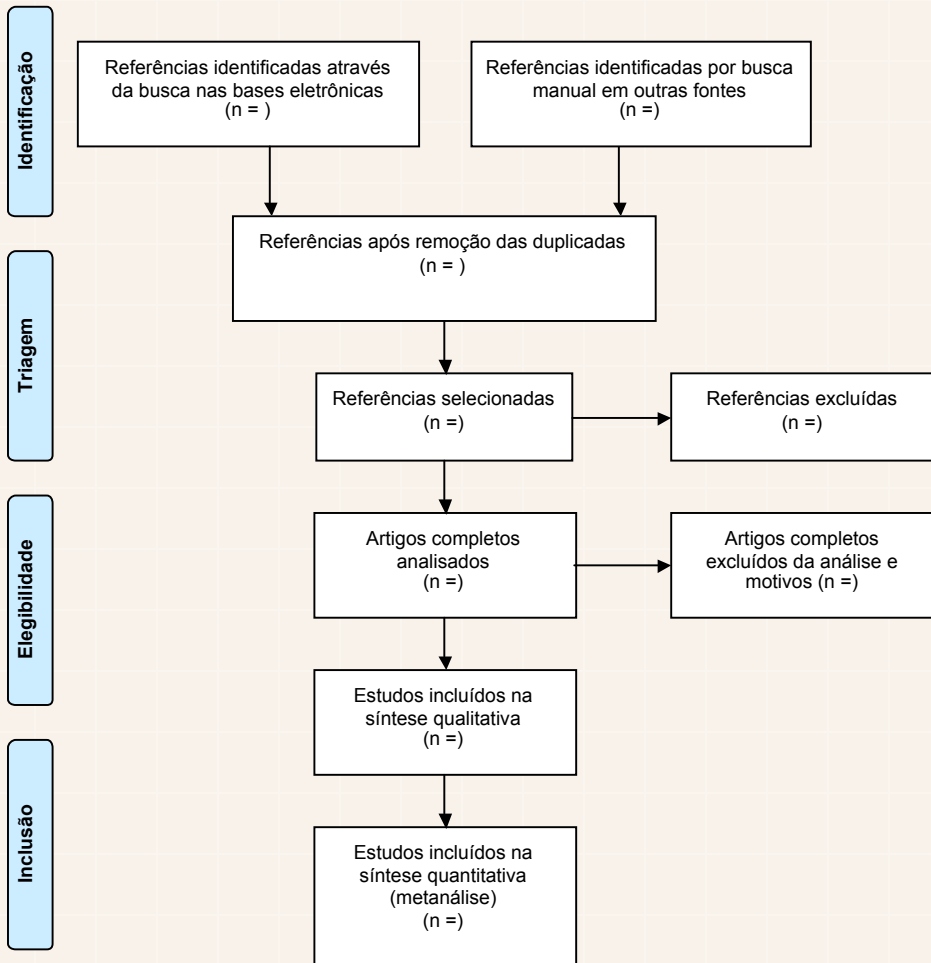 Identificação
Referências identificadas através
da busca nas bases eletrônicas
(n = )
Referências identificadas por busca
manual em outras fontes
(n =)
Triagem
Referências após remoção das duplicadas
(n = )
Referências selecionadas
(n =)
Referências excluídas
(n =)
Elegibilidade
Artigos completos
analisados
(n =)
Artigos completos
excluídos da análise e
motivos (n =)
Inclusão
Estudos incluídos na
síntese qualitativa
(n =)
Estudos incluídos na
síntese quantitativa
(metanálise)
(n =)